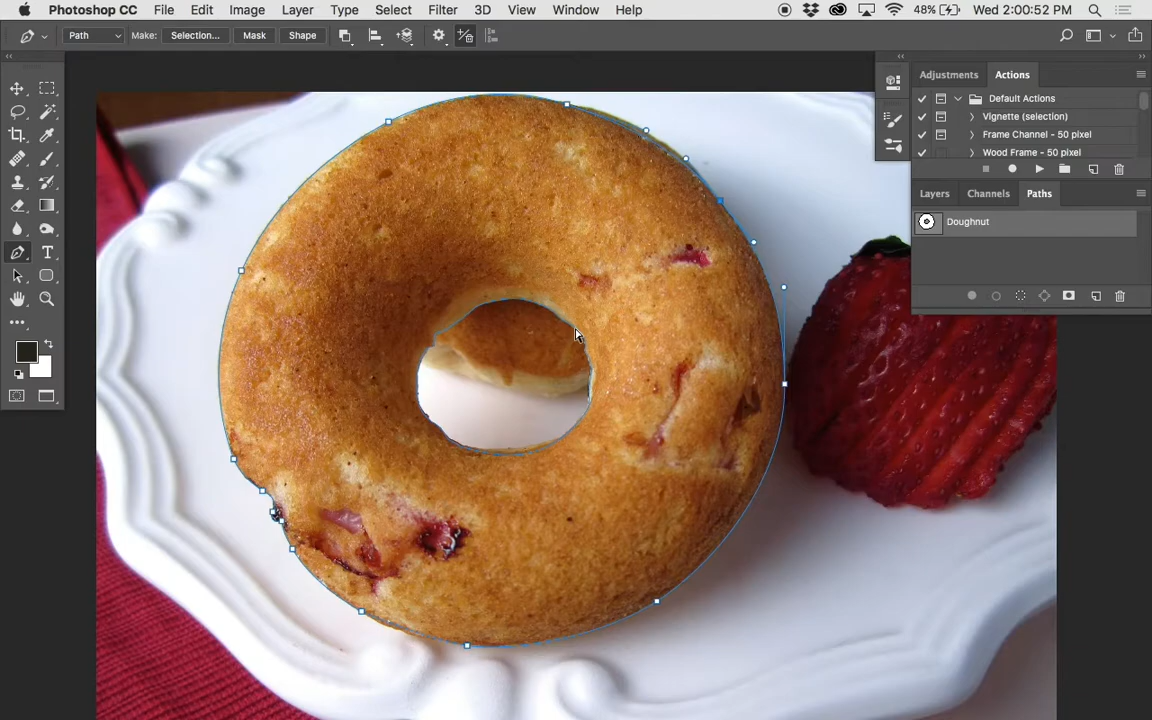 Photoshop CC File Edit Image Layer Type Select Filter 3D View Window Help 48% Wed 2:00:52 PM
Path Make: Selection... Mask Shape
Adjustments Actions
Default Actions
Vignette (selection)
Frame Channel - 50 pixel
Wood Frame - 50 pixel
Layers Channels Paths
Doughnut